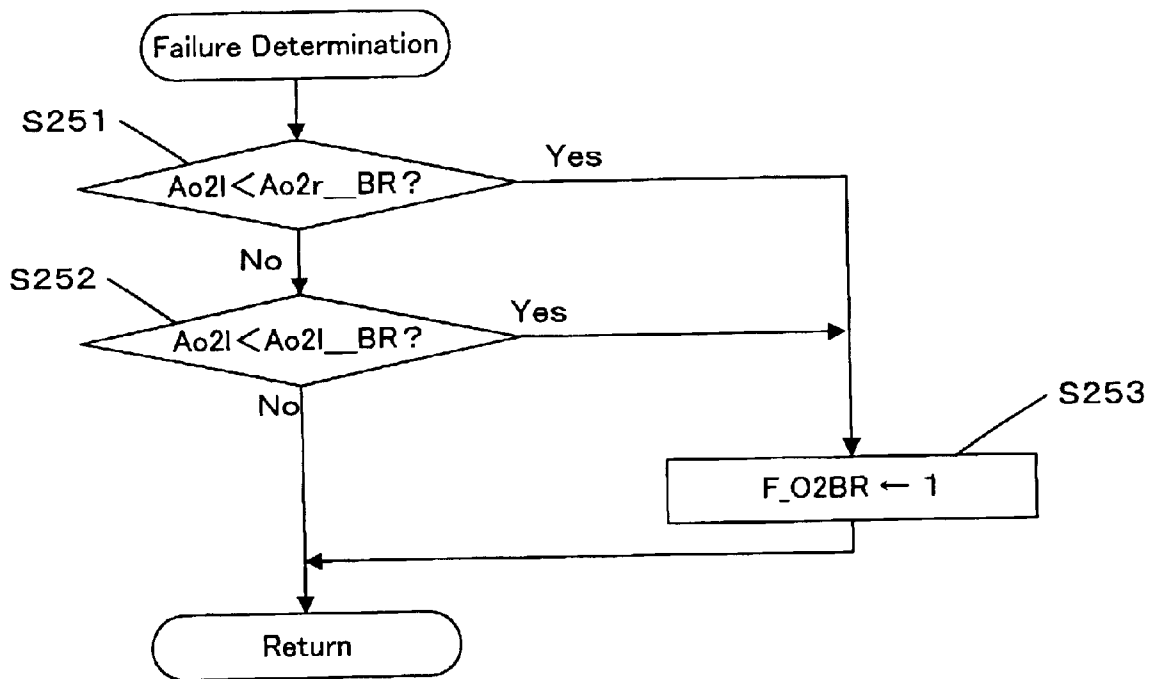 Failure Determination
S251
Ao2l<Ao2r__BR?
Yes
No
S252
Ao2l<Ao2l__BR?
Yes
No
S253
F_O2BR ← 1
Return